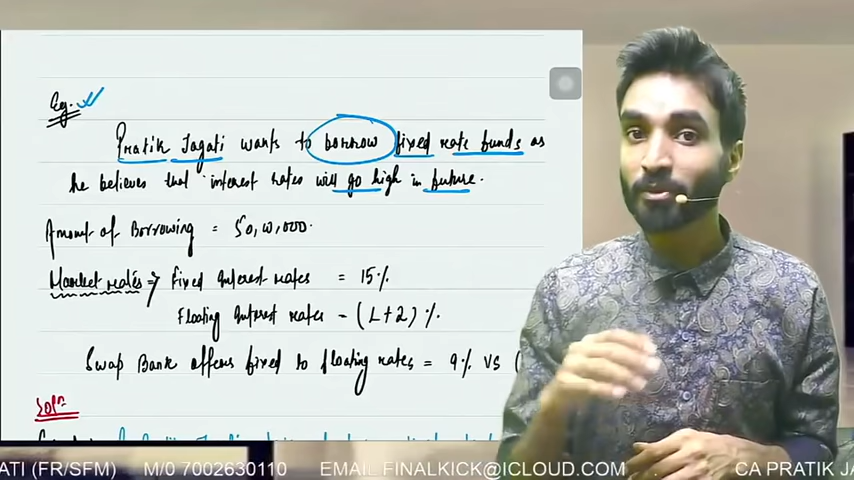 Eg.
Pratik Jagati wants to borrow fixed rate funds as
he believes that interest rates will go high in future.
Amount of Borrowing = 50,00,000.
Market rates ⇒ Fixed Interest rates = 15%
Floating Interest rates = (L+2)%.
Swap Bank offers fixed to floating rates = 9% VS (
Solⁿ
ATI (FR/SFM) M/0 7002630110 EMAIL.FINALKICK@ICLOUD.COM CA PRATIK JA